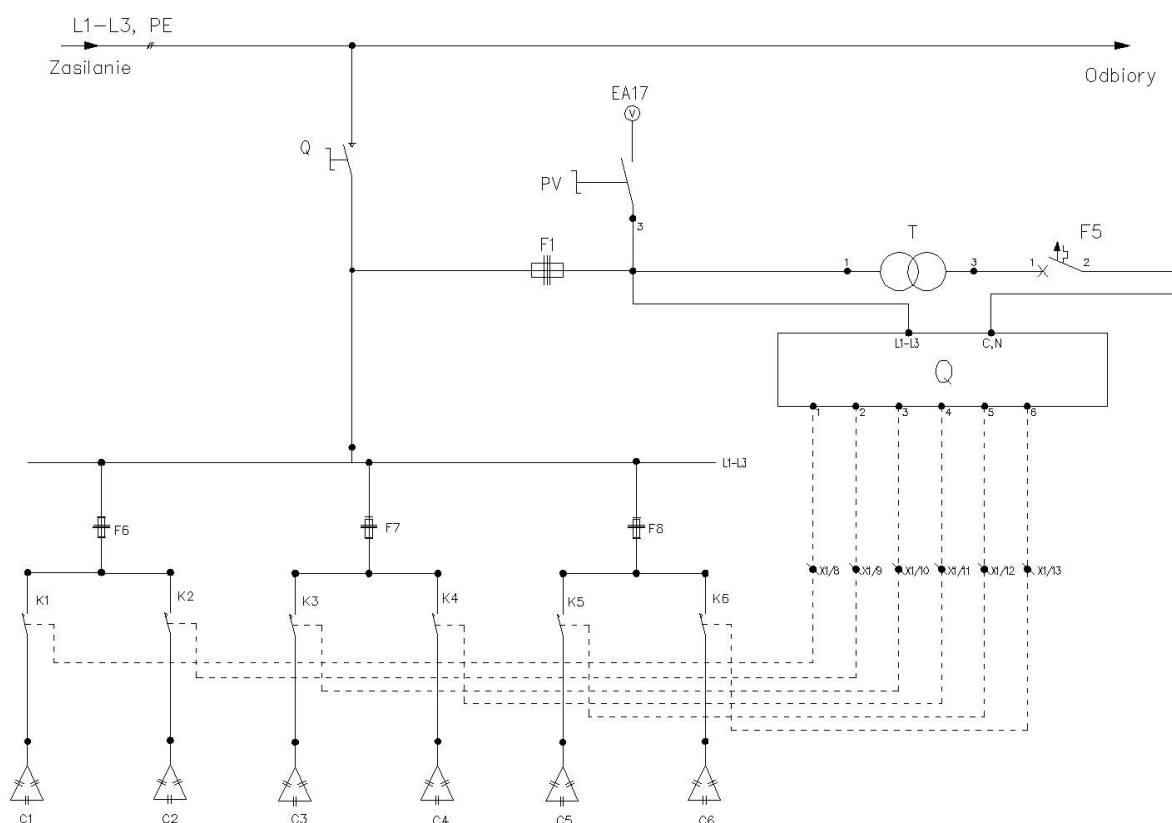 L1-L3, PE
Zasilanie
Odbiory
EA17
V
Q
PV
3
F1
T
F5
1
3
1
2
L1-L3
C,N
Q
1
2
3
4
5
6
L1-L3
F6
F7
F8
X1/8
X1/9
X1/10
X1/11
X1/12
X1/13
K1
K2
K3
K4
K5
K6
C1
C2
C3
C4
C5
C6